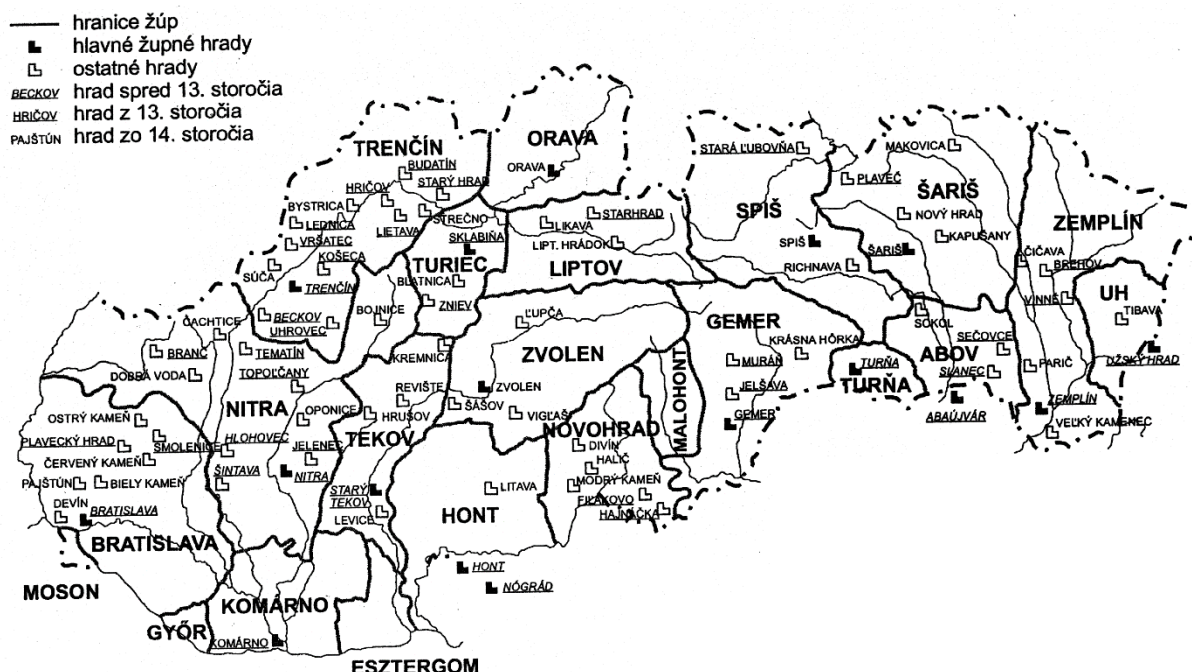 hranice žúp
hlavné župné hrady
ostatné hrady
BECKOV hrad spred 13. storočia
HRIČOV hrad z 13. storočia
PAJŠTÚN hrad zo 14. storočia
TRENČÍN
BUDATÍN
HRIČOV
STARÝ HRAD
BYSTRICA
LEDNICA
STREČNO
LIETAVA
VRŠATEC
KOŠECA
SÚČA
TRENČÍN
BECKOV
UHROVEC
ORAVA
ORAVA
SKLABIŇA
TURIEC
BLATNICA
ZNIEV
LIKAVA
STARHRAD
LIPT. HRÁDOK
LIPTOV
STARÁ ĽUBOVŇA
SPIŠ
SPIŠ
RICHNAVA
MAKOVICA
PLAVEČ
ŠARIŠ
NOVÝ HRAD
KAPUŠANY
ŠARIŠ
ZEMPLÍN
ČIČAVA
BREHOV
VINNÉ
UH
TIBAVA
UŽSKÝ HRAD
PARIČ
ZEMPLÍN
VEĽKÝ KAMENEC
SOKOĽ
SEČOVCE
ABOV
SLANEC
ABAÚJVÁR
TURŇA
TURŇA
GEMER
KRÁSNA HÔRKA
MURÁŇ
JELŠAVA
GEMER
MALOHONT
ĽUPČA
ZVOLEN
ZVOLEN
ŠÁŠOV
VIGĽAŠ
NOVOHRAD
DIVÍN
HALIČ
MODRÝ KAMEŇ
FIĽAKOVO
HAJNÁČKA
ČACHTICE
BRANČ
TEMATÍN
DOBRÁ VODA
TOPOĽČANY
BOJNICE
KREMNICA
REVIŠTE
HRUŠOV
TEKOV
OPONICE
NITRA
JELENEC
NITRA
HLOHOVEC
ŠINTAVA
OSTRÝ KAMEŇ
PLAVECKÝ HRAD
SMOLENICE
ČERVENÝ KAMEŇ
PAJŠTÚN
BIELY KAMEŇ
DEVÍN
BRATISLAVA
BRATISLAVA
STARÝ
TEKOV
LEVICE
LITAVA
HONT
HONT
NÓGRÁD
MOSON
GYŐR
KOMÁRNO
KOMÁRNO
ESZTERGOM